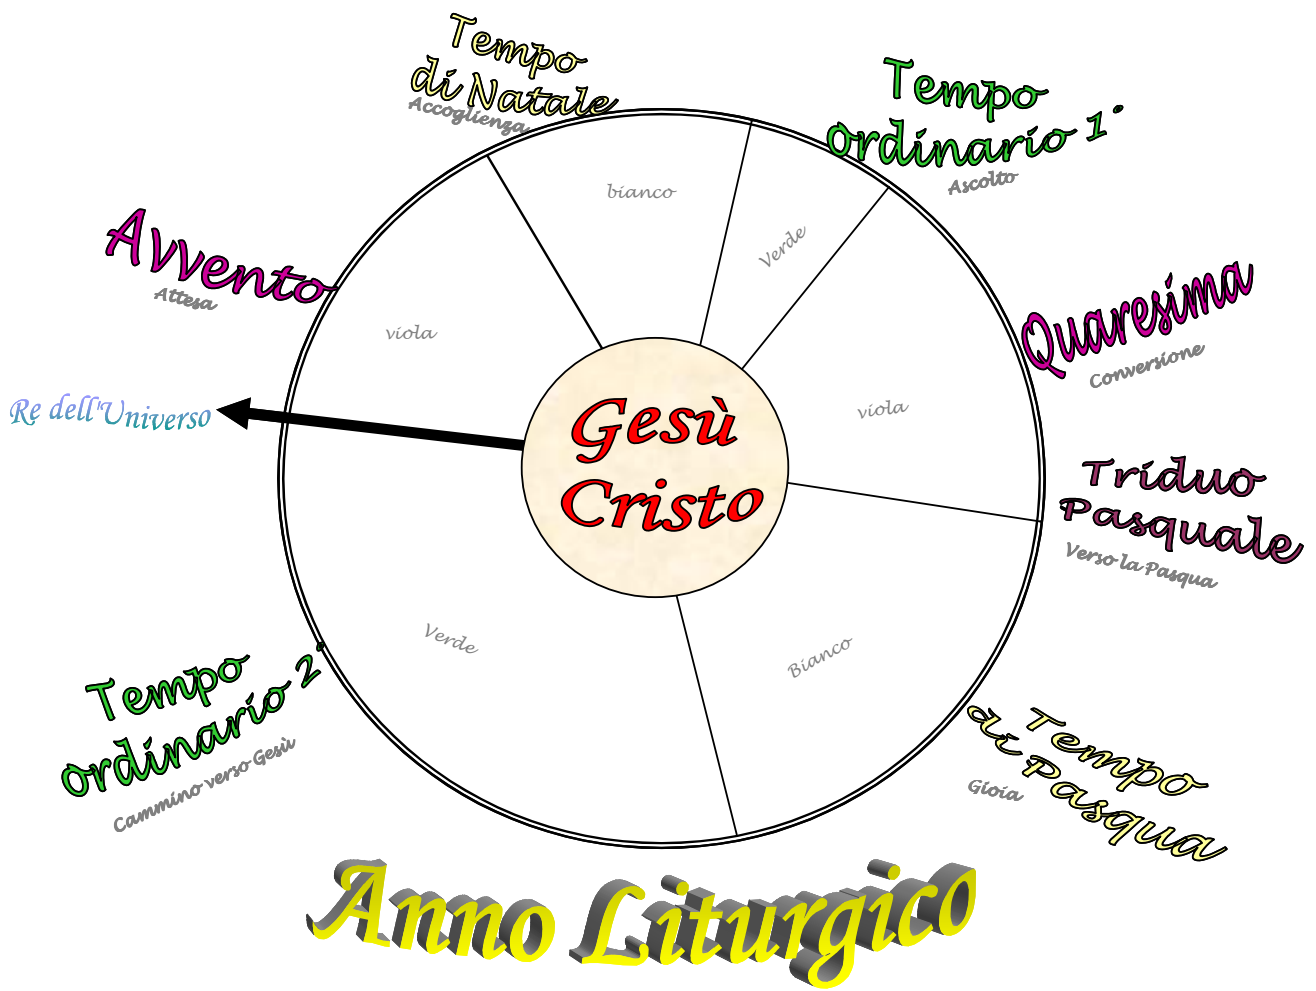 Tempo
di Natale
Accoglienza
Tempo
ordinario 1°
Ascolto
bianco
Verde
Avvento
Attesa
viola
Quaresima
Conversione
viola
Re dell'Universo
Gesù
Cristo
Triduo
Pasquale
Verso la Pasqua
Verde
Bianco
Tempo
ordinario 2°
Cammino verso Gesù
Tempo
di Pasqua
Gioia
Anno Liturgico